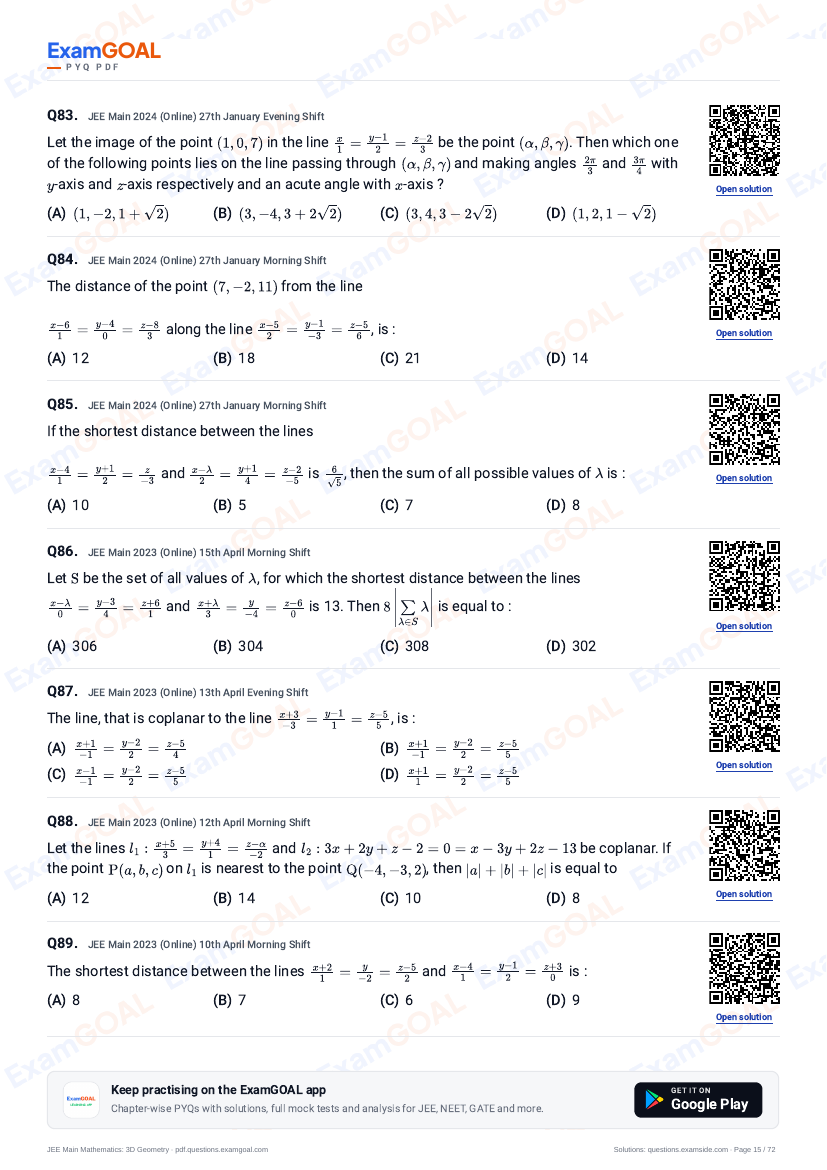 ExamGOAL
PYQ PDF
Q83. JEE Main 2024 (Online) 27th January Evening Shift
Let the image of the point (1, 0, 7) in the line x/1 = (y−1)/2 = (z−2)/3 be the point (α, β, γ). Then which one
of the following points lies on the line passing through (α, β, γ) and making angles 2π/3 and 3π/4 with
y-axis and z-axis respectively and an acute angle with x-axis ?
(A) (1, −2, 1 + √2) (B) (3, −4, 3 + 2√2) (C) (3, 4, 3 − 2√2) (D) (1, 2, 1 − √2)
Open solution
Q84. JEE Main 2024 (Online) 27th January Morning Shift
The distance of the point (7, −2, 11) from the line
(x−6)/1 = (y−4)/0 = (z−8)/3 along the line (x−5)/2 = (y−1)/−3 = (z−5)/6, is :
(A) 12 (B) 18 (C) 21 (D) 14
Open solution
Q85. JEE Main 2024 (Online) 27th January Morning Shift
If the shortest distance between the lines
(x−4)/1 = (y+1)/2 = z/−3 and (x−λ)/2 = (y+1)/4 = (z−2)/−5 is 6/√5, then the sum of all possible values of λ is :
(A) 10 (B) 5 (C) 7 (D) 8
Open solution
Q86. JEE Main 2023 (Online) 15th April Morning Shift
Let S be the set of all values of λ, for which the shortest distance between the lines
(x−λ)/0 = (y−3)/4 = (z+6)/1 and (x+λ)/3 = y/−4 = (z−6)/0 is 13. Then 8 |∑_{λ∈S} λ| is equal to :
(A) 306 (B) 304 (C) 308 (D) 302
Open solution
Q87. JEE Main 2023 (Online) 13th April Evening Shift
The line, that is coplanar to the line (x+3)/−3 = (y−1)/1 = (z−5)/5, is :
(A) (x+1)/−1 = (y−2)/2 = (z−5)/4 (B) (x+1)/−1 = (y−2)/2 = (z−5)/5
(C) (x−1)/−1 = (y−2)/2 = (z−5)/5 (D) (x+1)/1 = (y−2)/2 = (z−5)/5
Open solution
Q88. JEE Main 2023 (Online) 12th April Morning Shift
Let the lines l₁ : (x+5)/3 = (y+4)/1 = (z−α)/−2 and l₂ : 3x + 2y + z − 2 = 0 = x − 3y + 2z − 13 be coplanar. If
the point P(a, b, c) on l₁ is nearest to the point Q(−4, −3, 2), then |a| + |b| + |c| is equal to
(A) 12 (B) 14 (C) 10 (D) 8
Open solution
Q89. JEE Main 2023 (Online) 10th April Morning Shift
The shortest distance between the lines (x+2)/1 = y/−2 = (z−5)/2 and (x−4)/1 = (y−1)/2 = (z+3)/0 is :
(A) 8 (B) 7 (C) 6 (D) 9
Open solution
ExamGOAL
Keep practising on the ExamGOAL app
Chapter-wise PYQs with solutions, full mock tests and analysis for JEE, NEET, GATE and more.
GET IT ON
Google Play
JEE Main Mathematics: 3D Geometry · pdf.questions.examgoal.com Solutions: questions.examside.com · Page 15 / 72